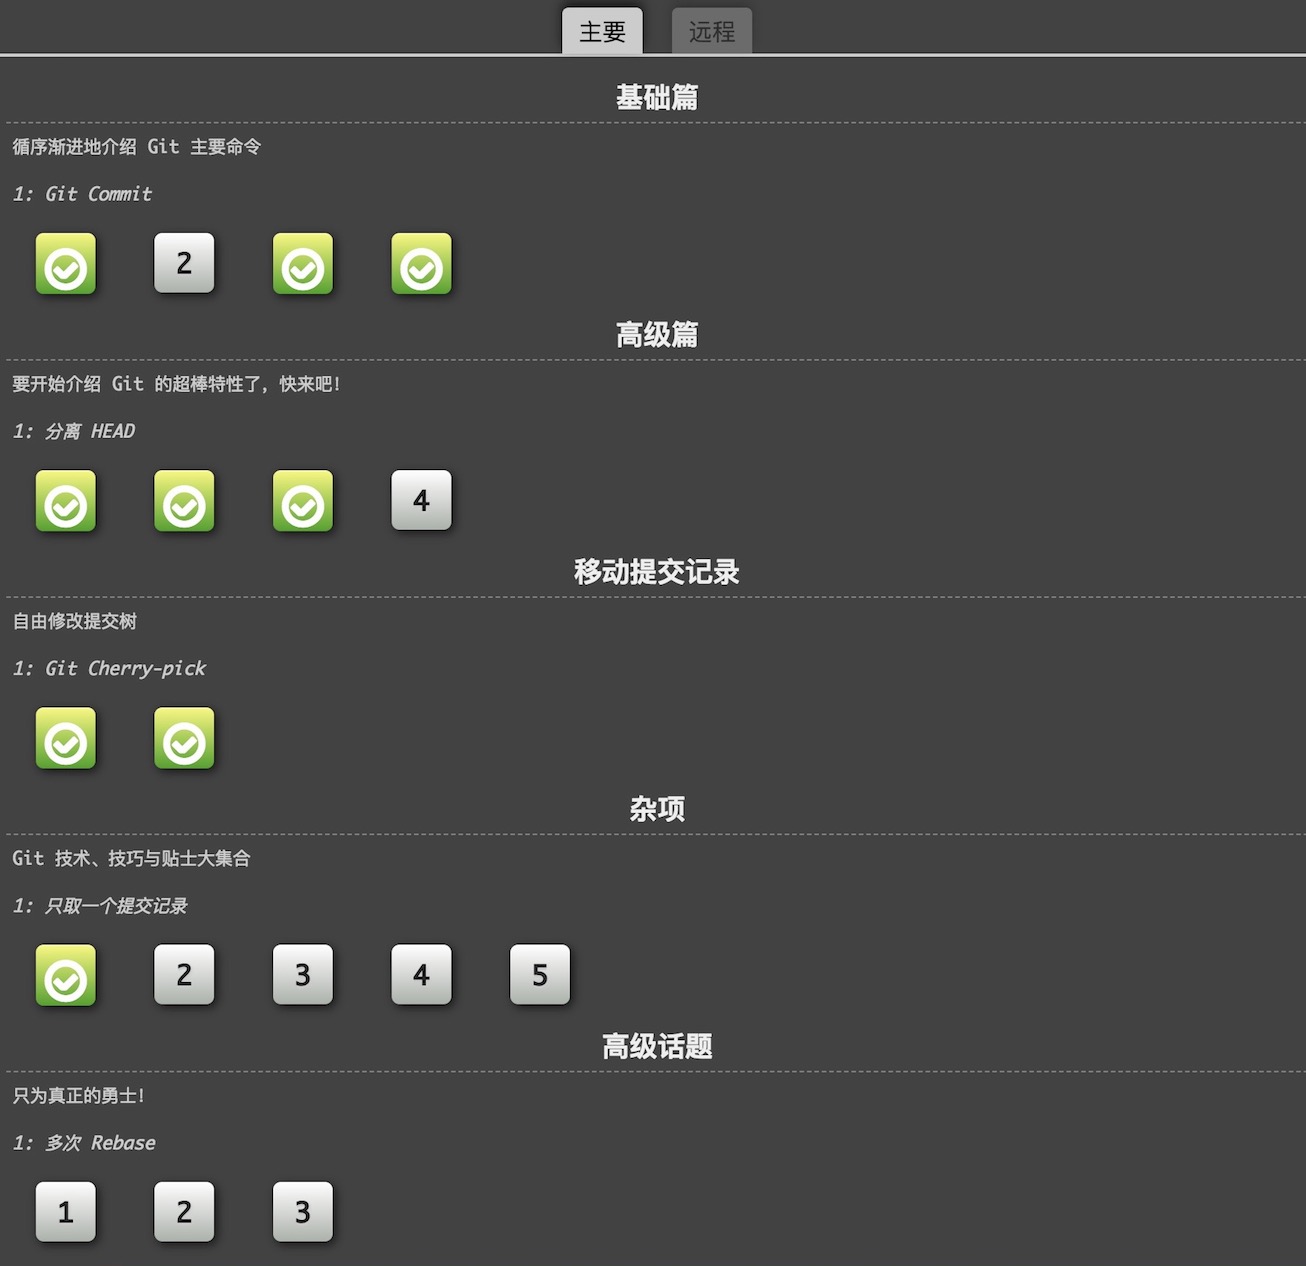 主要 远程
基础篇
循序渐进地介绍 Git 主要命令
1: Git Commit
2
高级篇
要开始介绍 Git 的超棒特性了，快来吧！
1: 分离 HEAD
4
移动提交记录
自由修改提交树
1: Git Cherry-pick
杂项
Git 技术、技巧与贴士大集合
1: 只取一个提交记录
2 3 4 5
高级话题
只为真正的勇士！
1: 多次 Rebase
1 2 3